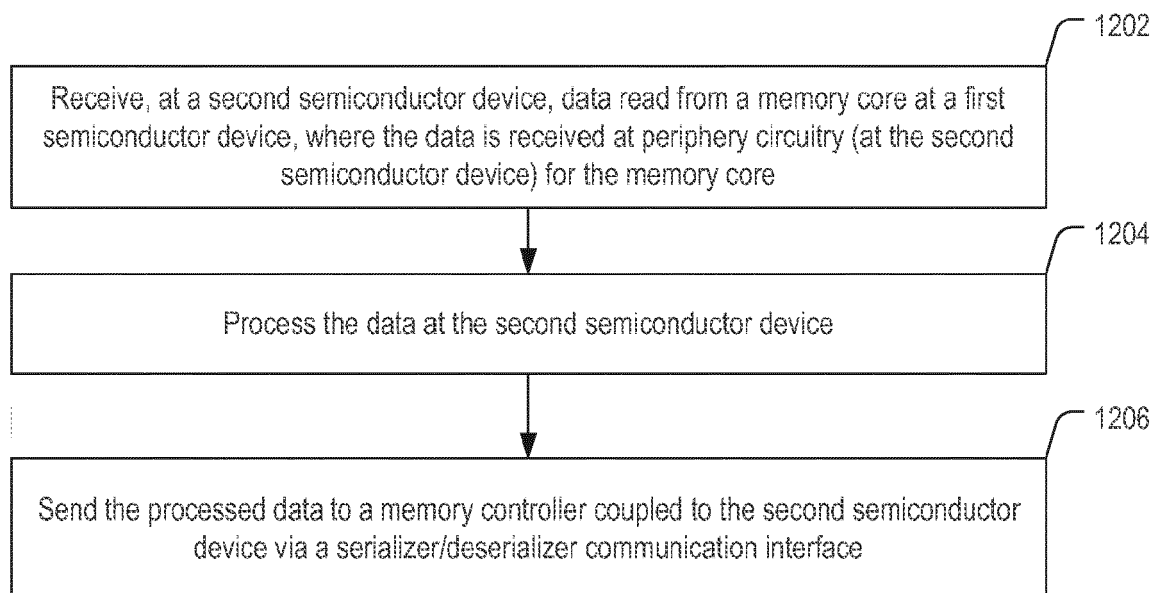 1202
Receive, at a second semiconductor device, data read from a memory core at a first
semiconductor device, where the data is received at periphery circuitry (at the second
semiconductor device) for the memory core
1204
Process the data at the second semiconductor device
1206
Send the processed data to a memory controller coupled to the second semiconductor
device via a serializer/deserializer communication interface